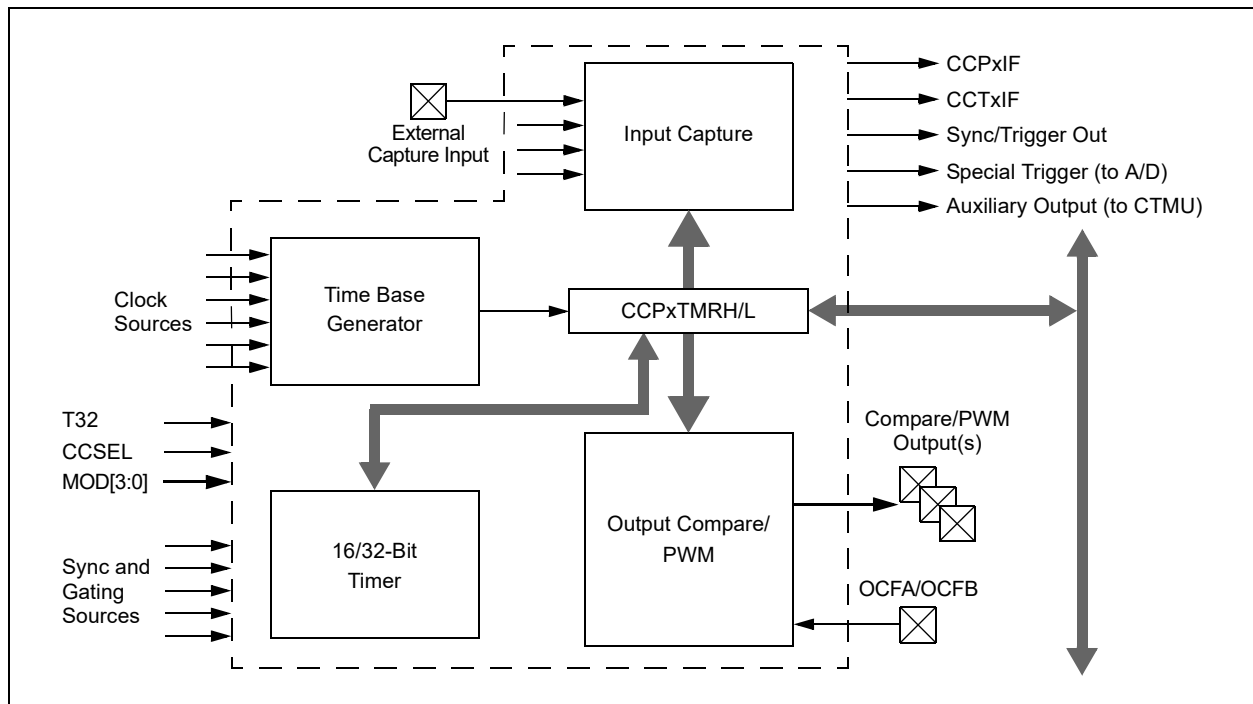 CCPxIF
CCTxIF
Sync/Trigger Out
Special Trigger (to A/D)
Auxiliary Output (to CTMU)
External
Capture Input
Input Capture
Clock
Sources
Time Base
Generator
CCPxTMRH/L
T32
CCSEL
MOD[3:0]
Sync and
Gating
Sources
16/32-Bit
Timer
Output Compare/
PWM
Compare/PWM
Output(s)
OCFA/OCFB